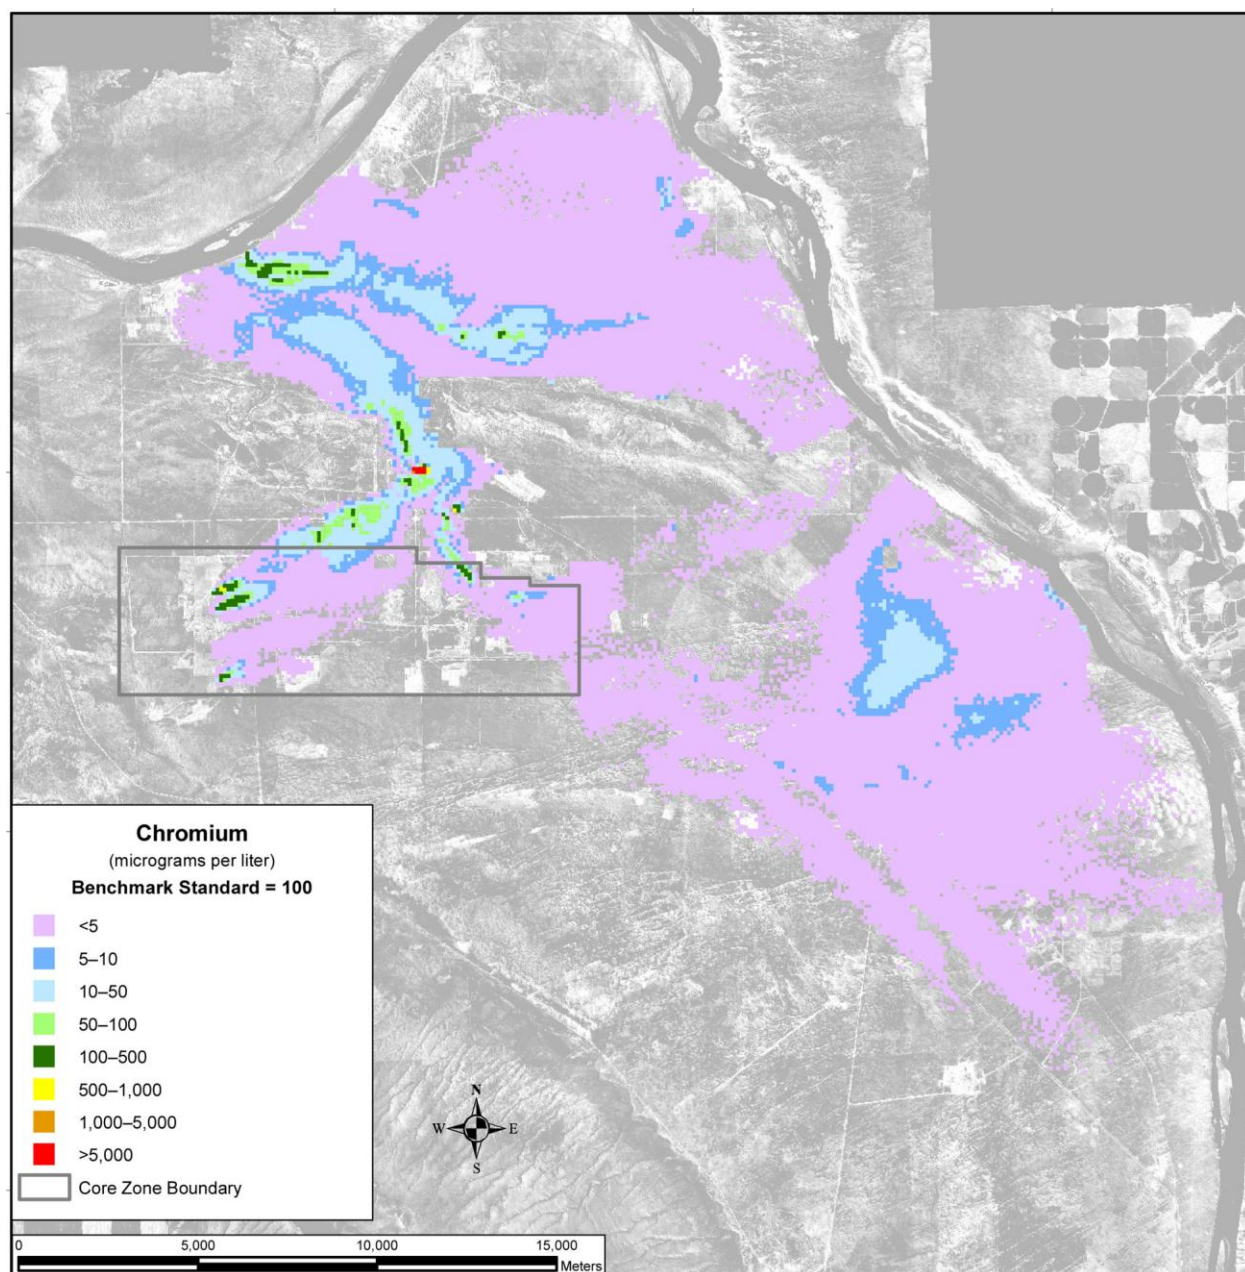 N
W E
S
Chromium
(micrograms per liter)
Benchmark Standard = 100
<5
5–10
10–50
50–100
100–500
500–1,000
1,000–5,000
>5,000
Core Zone Boundary
0 5,000 10,000 15,000
Meters